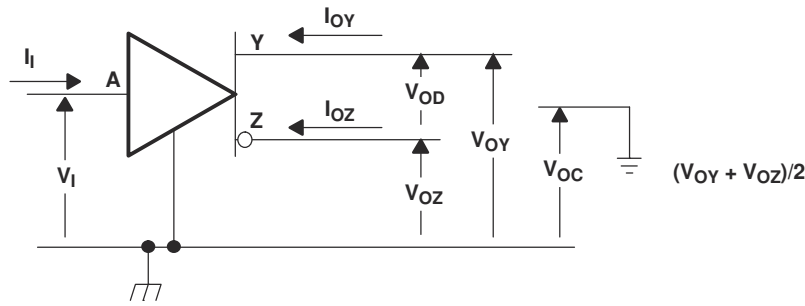 I_OY
I_I
A
Y
V_OD
Z
I_OZ
V_OY
V_I
V_OZ
V_OC
(V_OY + V_OZ)/2